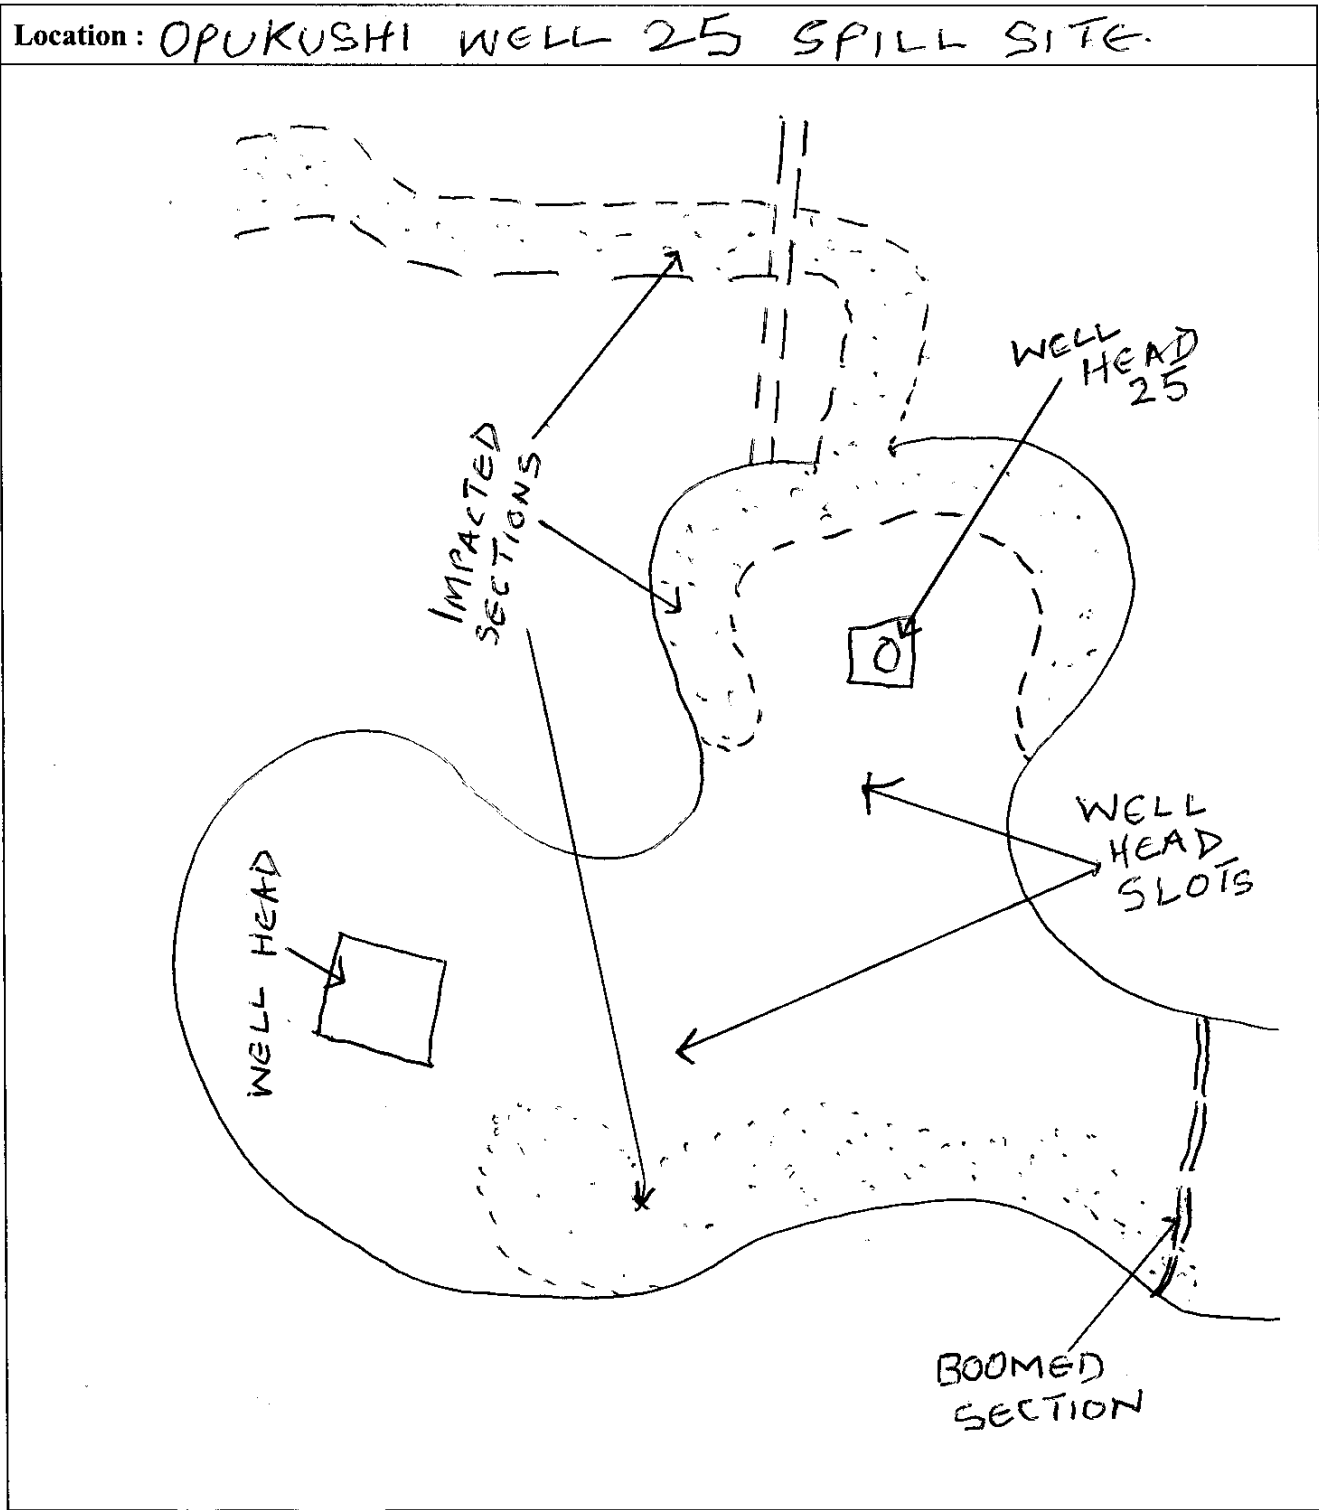 Location : OPUKUSHI WELL 25 SPILL SITE.
WELL
HEAD
25
IMPACTED
SECTIONS
O
WELL
HEAD
SLOTS
WELL HEAD
BOOMED
SECTION